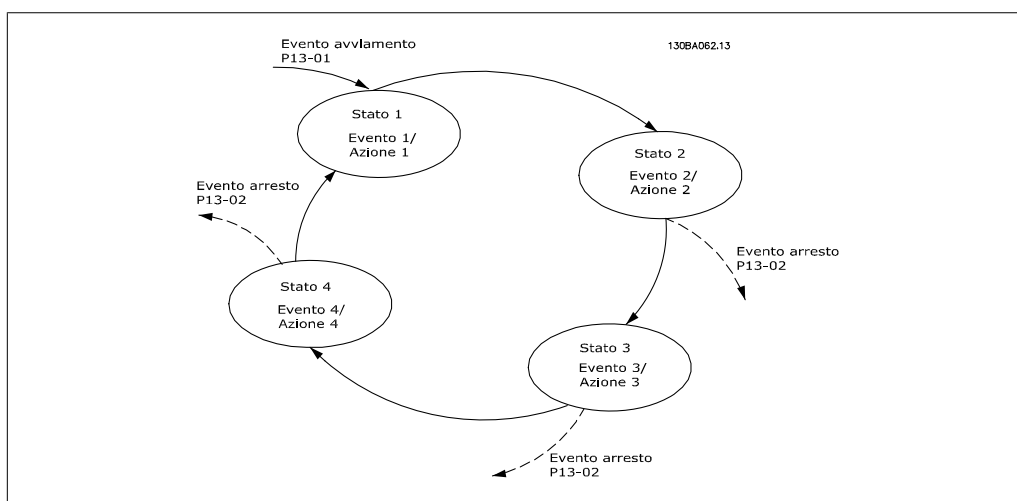 Evento avvlamento
P13-01
130BA062.13
Stato 1
Evento 1/
Azione 1
Stato 2
Evento 2/
Azione 2
Evento arresto
P13-02
Evento arresto
P13-02
Stato 4
Evento 4/
Azione 4
Stato 3
Evento 3/
Azione 3
Evento arresto
P13-02